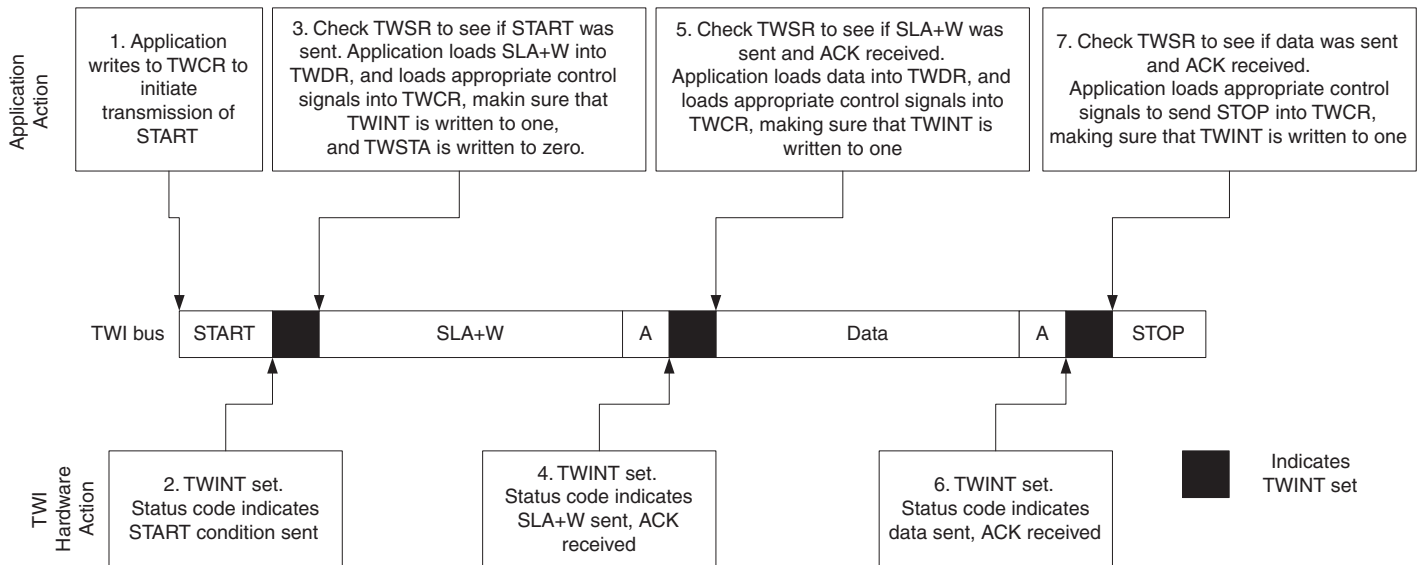 Application
Action
1. Application
writes to TWCR to
initiate
transmission of
START
3. Check TWSR to see if START was
sent. Application loads SLA+W into
TWDR, and loads appropriate control
signals into TWCR, makin sure that
TWINT is written to one,
and TWSTA is written to zero.
5. Check TWSR to see if SLA+W was
sent and ACK received.
Application loads data into TWDR, and
loads appropriate control signals into
TWCR, making sure that TWINT is
written to one
7. Check TWSR to see if data was sent
and ACK received.
Application loads appropriate control
signals to send STOP into TWCR,
making sure that TWINT is written to one
TWI bus
START
SLA+W
A
Data
A
STOP
TWI
Hardware
Action
2. TWINT set.
Status code indicates
START condition sent
4. TWINT set.
Status code indicates
SLA+W sent, ACK
received
6. TWINT set.
Status code indicates
data sent, ACK received
Indicates
TWINT set